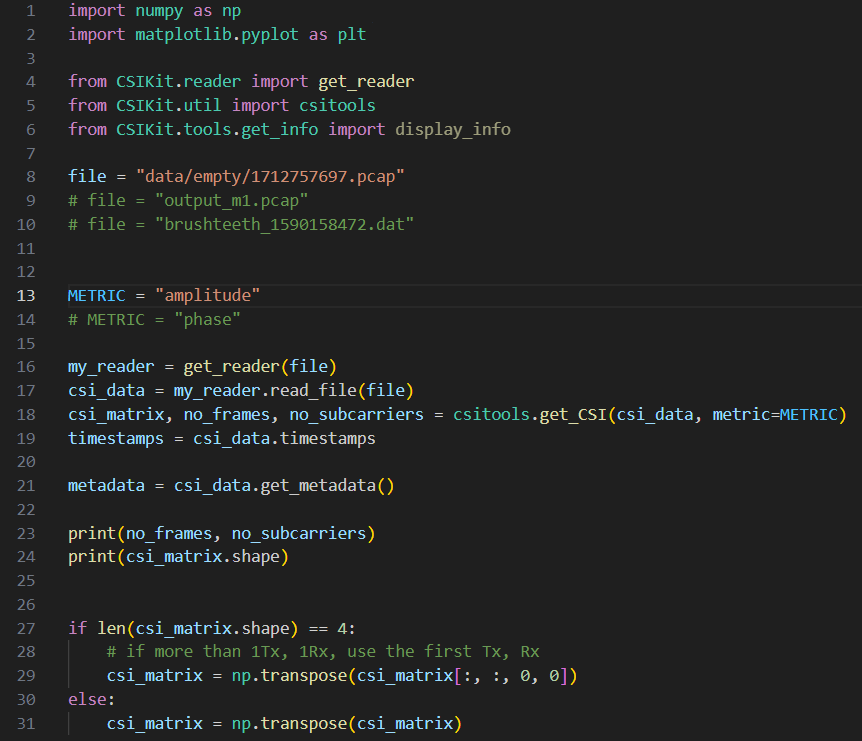 1 import numpy as np
2 import matplotlib.pyplot as plt
3
4 from CSIKit.reader import get_reader
5 from CSIKit.util import csitools
6 from CSIKit.tools.get_info import display_info
7
8 file = "data/empty/1712757697.pcap"
9 # file = "output_m1.pcap"
10 # file = "brushteeth_1590158472.dat"
11
12
13 METRIC = "amplitude"
14 # METRIC = "phase"
15
16 my_reader = get_reader(file)
17 csi_data = my_reader.read_file(file)
18 csi_matrix, no_frames, no_subcarriers = csitools.get_CSI(csi_data, metric=METRIC)
19 timestamps = csi_data.timestamps
20
21 metadata = csi_data.get_metadata()
22
23 print(no_frames, no_subcarriers)
24 print(csi_matrix.shape)
25
26
27 if len(csi_matrix.shape) == 4:
28     # if more than 1Tx, 1Rx, use the first Tx, Rx
29     csi_matrix = np.transpose(csi_matrix[:, :, 0, 0])
30 else:
31     csi_matrix = np.transpose(csi_matrix)